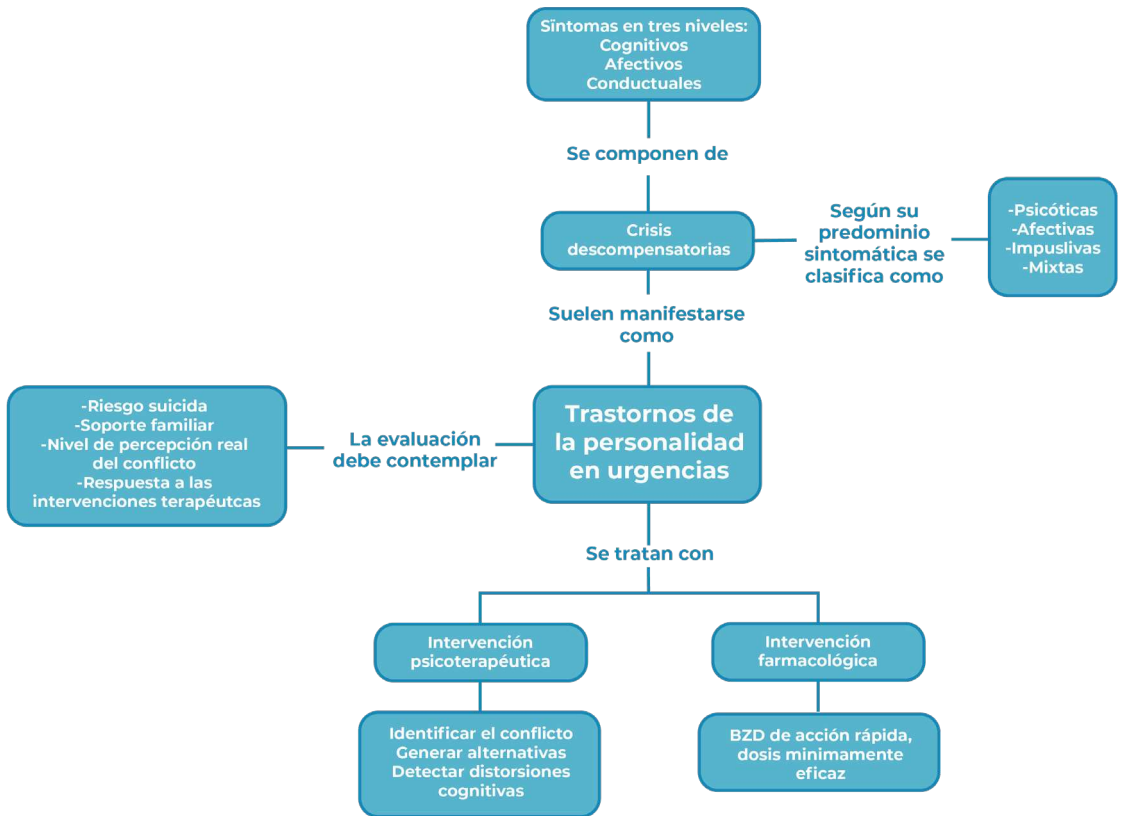 Sïntomas en tres niveles:
Cognitivos
Afectivos
Conductuales
Se componen de
Crisis
descompensatorias
Según su
predominio
sintomática se
clasifica como
-Psicóticas
-Afectivas
-Impuslivas
-Mixtas
Suelen manifestarse
como
-Riesgo suicida
-Soporte familiar
-Nivel de percepción real
del conflicto
-Respuesta a las
intervenciones terapéutcas
La evaluación
debe contemplar
Trastornos de
la personalidad
en urgencias
Se tratan con
Intervención
psicoterapéutica
Intervención
farmacológica
Identificar el conflicto
Generar alternativas
Detectar distorsiones
cognitivas
BZD de acción rápida,
dosis minimamente
eficaz